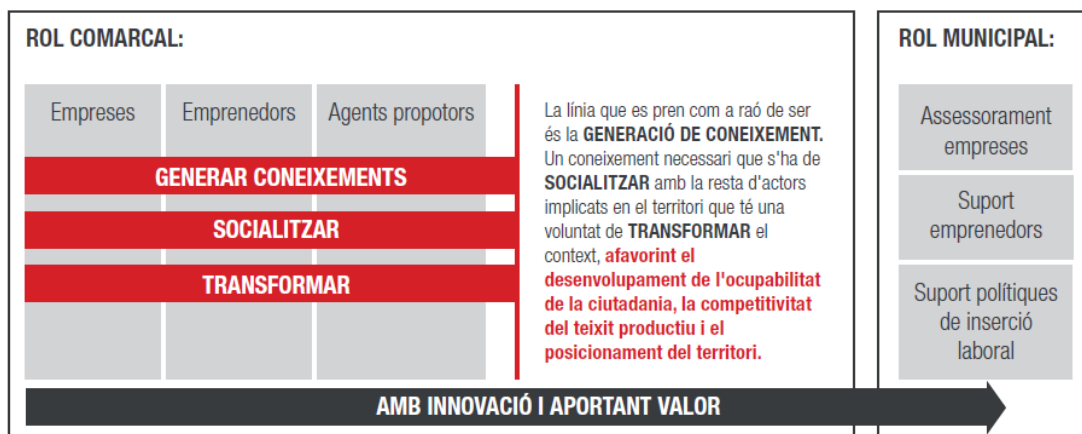 ROL COMARCAL:
Empreses
Emprenedors
Agents propotors
GENERAR CONEIXEMENTS
SOCIALITZAR
TRANSFORMAR
La línia que es pren com a raó de ser
és la GENERACIÓ DE CONEIXEMENT.
Un coneixement necessari que s'ha de
SOCIALITZAR amb la resta d'actors
implicats en el territori que té una
voluntat de TRANSFORMAR el
context, afavorint el
desenvolupament de l'ocupabilitat
de la ciutadania, la competitivitat
del teixit productiu i el
posicionament del territori.
ROL MUNICIPAL:
Assessorament
empreses
Suport
emprenedors
Suport polítiques
de inserció
laboral
AMB INNOVACIÓ I APORTANT VALOR